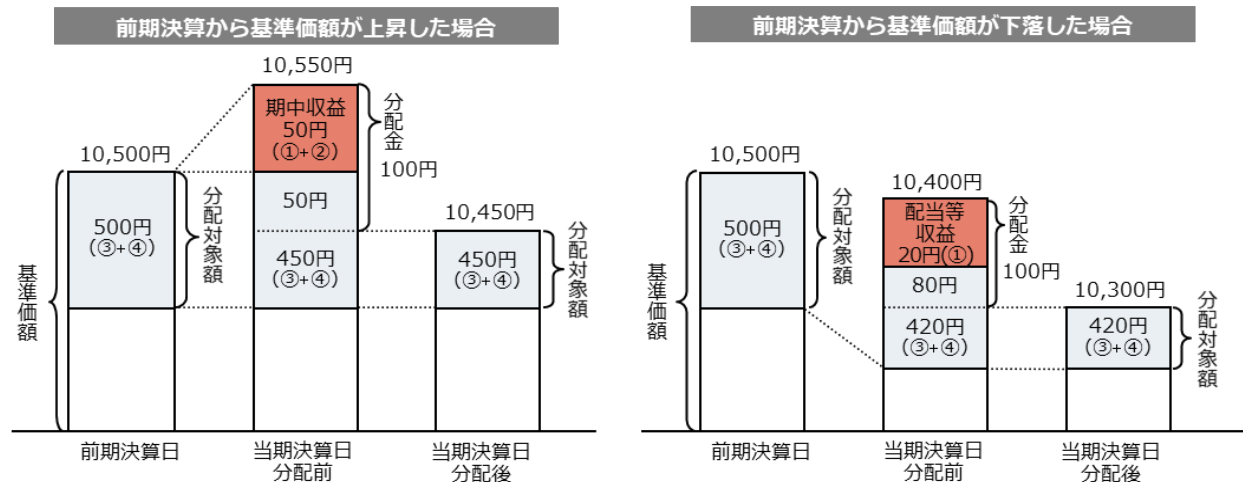 前期決算から基準価額が上昇した場合
10,550円
期中収益
50円
(①+②)
分配金
100円
10,500円
500円
(③+④)
分配対象額
50円
450円
(③+④)
10,450円
450円
(③+④)
分配対象額
基準価額
前期決算日
当期決算日
分配前
当期決算日
分配後
前期決算から基準価額が下落した場合
10,500円
500円
(③+④)
分配対象額
10,400円
配当等
収益
20円(①)
分配金
100円
80円
420円
(③+④)
10,300円
420円
(③+④)
分配対象額
基準価額
前期決算日
当期決算日
分配前
当期決算日
分配後